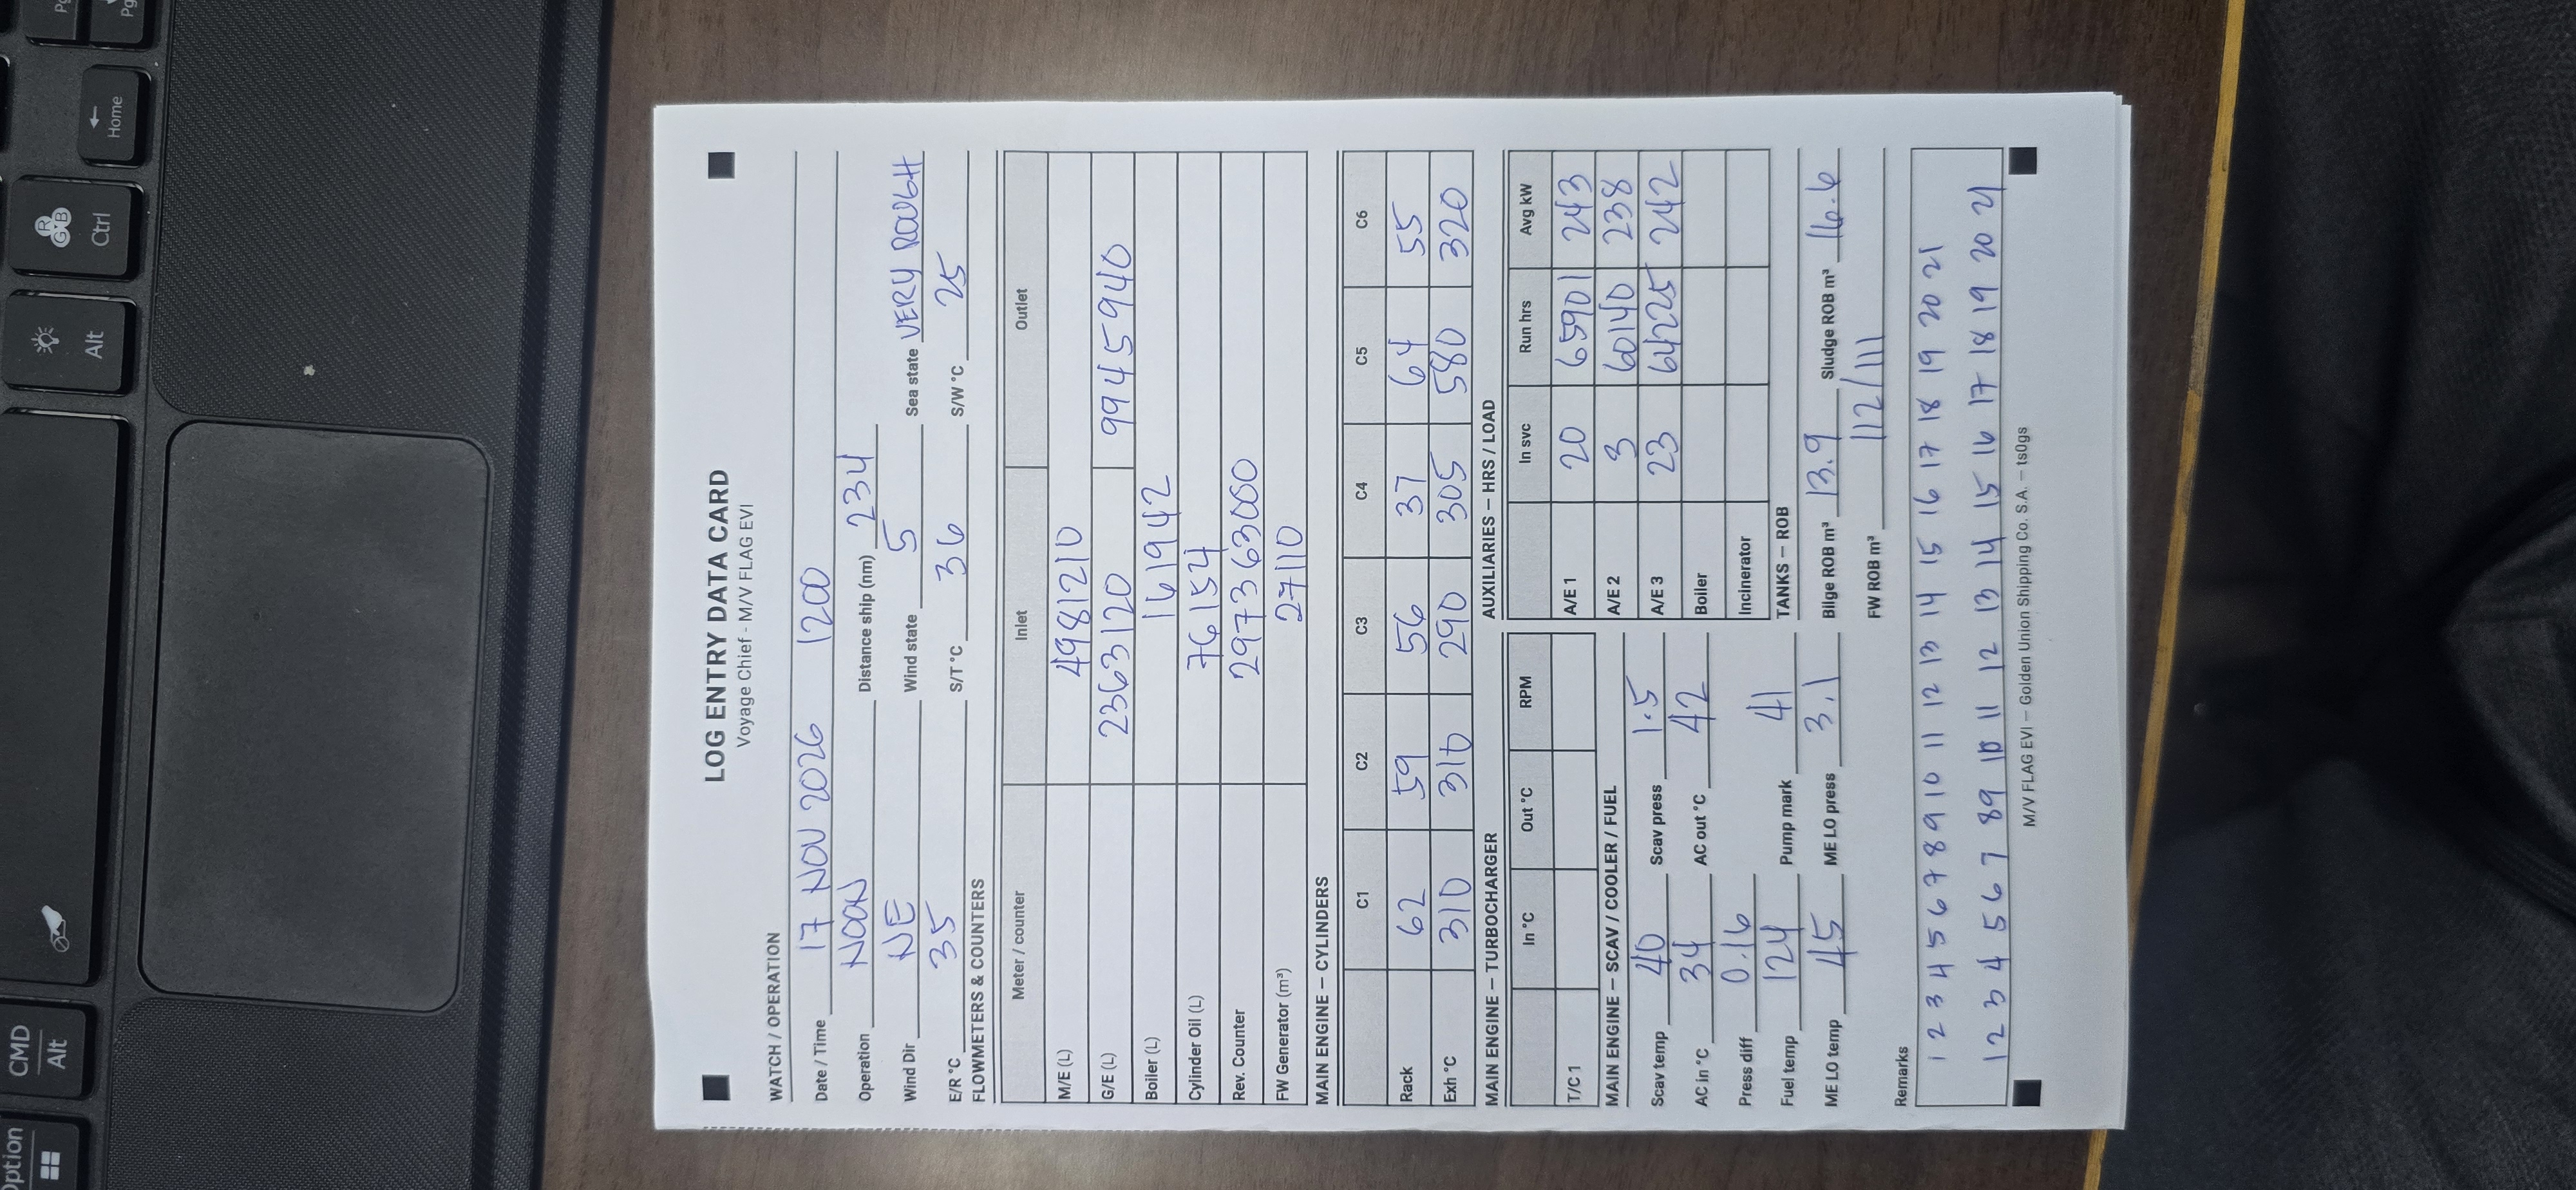 Option
CMD
Alt
Alt
R
G B
Ctrl
Home
Pg
Pg
LOG ENTRY DATA CARD
Voyage Chief - M/V FLAG EVI
WATCH / OPERATION
Date / Time 17 NOV 2026 1200
Operation NOON Distance ship (nm) 234
Wind Dir NE Wind state 5 Sea state VERY ROUGH
E/R °C 35 S/T °C 36 S/W °C 25
FLOWMETERS & COUNTERS
Meter / counter Inlet Outlet
M/E (L) 4981210
G/E (L) 2363120 9945940
Boiler (L) 161942
Cylinder Oil (L) 76154
Rev. Counter 297363000
FW Generator (m³) 27110
MAIN ENGINE — CYLINDERS
C1 C2 C3 C4 C5 C6
Rack 62 59 56 37 64 55
Exh °C 310 310 290 305 580 320
MAIN ENGINE — TURBOCHARGER
In °C Out °C RPM
T/C 1
MAIN ENGINE — SCAV / COOLER / FUEL
Scav temp 40 Scav press 1.5
AC in °C 34 AC out °C 42
Press diff 0.16
Fuel temp 124 Pump mark 41
ME LO temp 45 ME LO press 3.1
AUXILIARIES — HRS / LOAD
In svc Run hrs Avg kW
A/E 1 20 65901 243
A/E 2 3 60140 238
A/E 3 23 64225 242
Boiler
Incinerator
TANKS — ROB
Bilge ROB m³ 13.9 Sludge ROB m³ 16.6
FW ROB m³ 112/111
Remarks
1 2 3 4 5 6 7 8 9 10 11 12 13 14 15 16 17 18 19 20 21
1 2 3 4 5 6 7 8 9 10 11 12 13 14 15 16 17 18 19 20 21
M/V FLAG EVI — Golden Union Shipping Co. S.A. — ts0gs